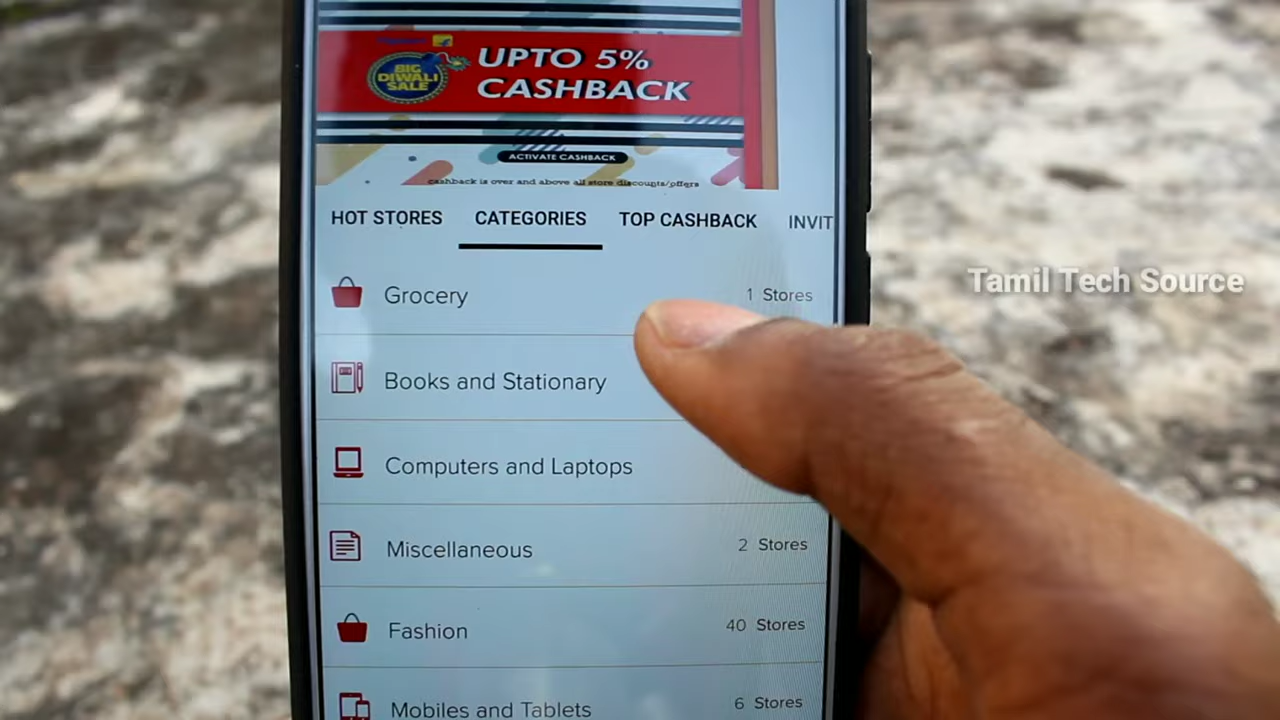 UPTO 5%
CASHBACK
BIG
DIWALI
SALE
ACTIVATE CASHBACK
cashback is over and above all store discounts/offers
HOT STORES CATEGORIES TOP CASHBACK INVIT
Grocery 1 Stores
Tamil Tech Source
Books and Stationary
Computers and Laptops
Miscellaneous 2 Stores
Fashion 40 Stores
Mobiles and Tablets 6 Stores